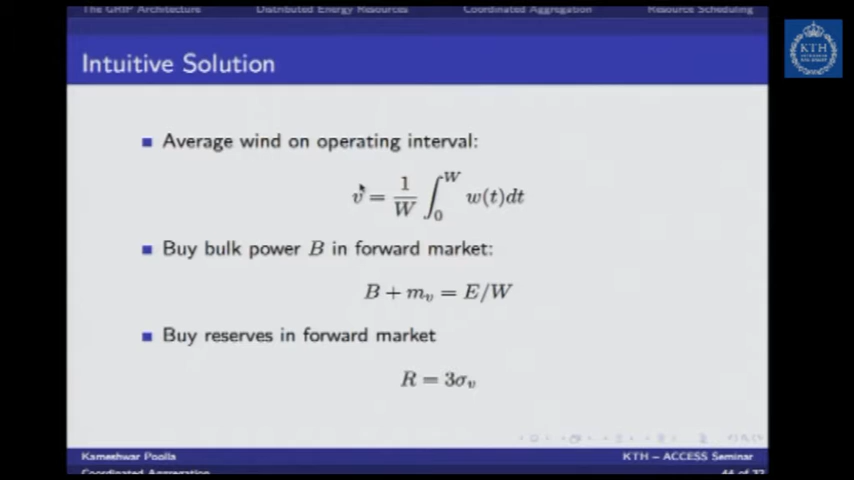 The GRIP Architecture Distributed Energy Resources Coordinated Aggregation Resource Scheduling
KTH
Intuitive Solution
Average wind on operating interval:
v = 1/W ∫_0^W w(t)dt
Buy bulk power B in forward market:
B + m_v = E/W
Buy reserves in forward market
R = 3σ_v
Kameshwar Poolla KTH – ACCESS Seminar
Coordinated Aggregation